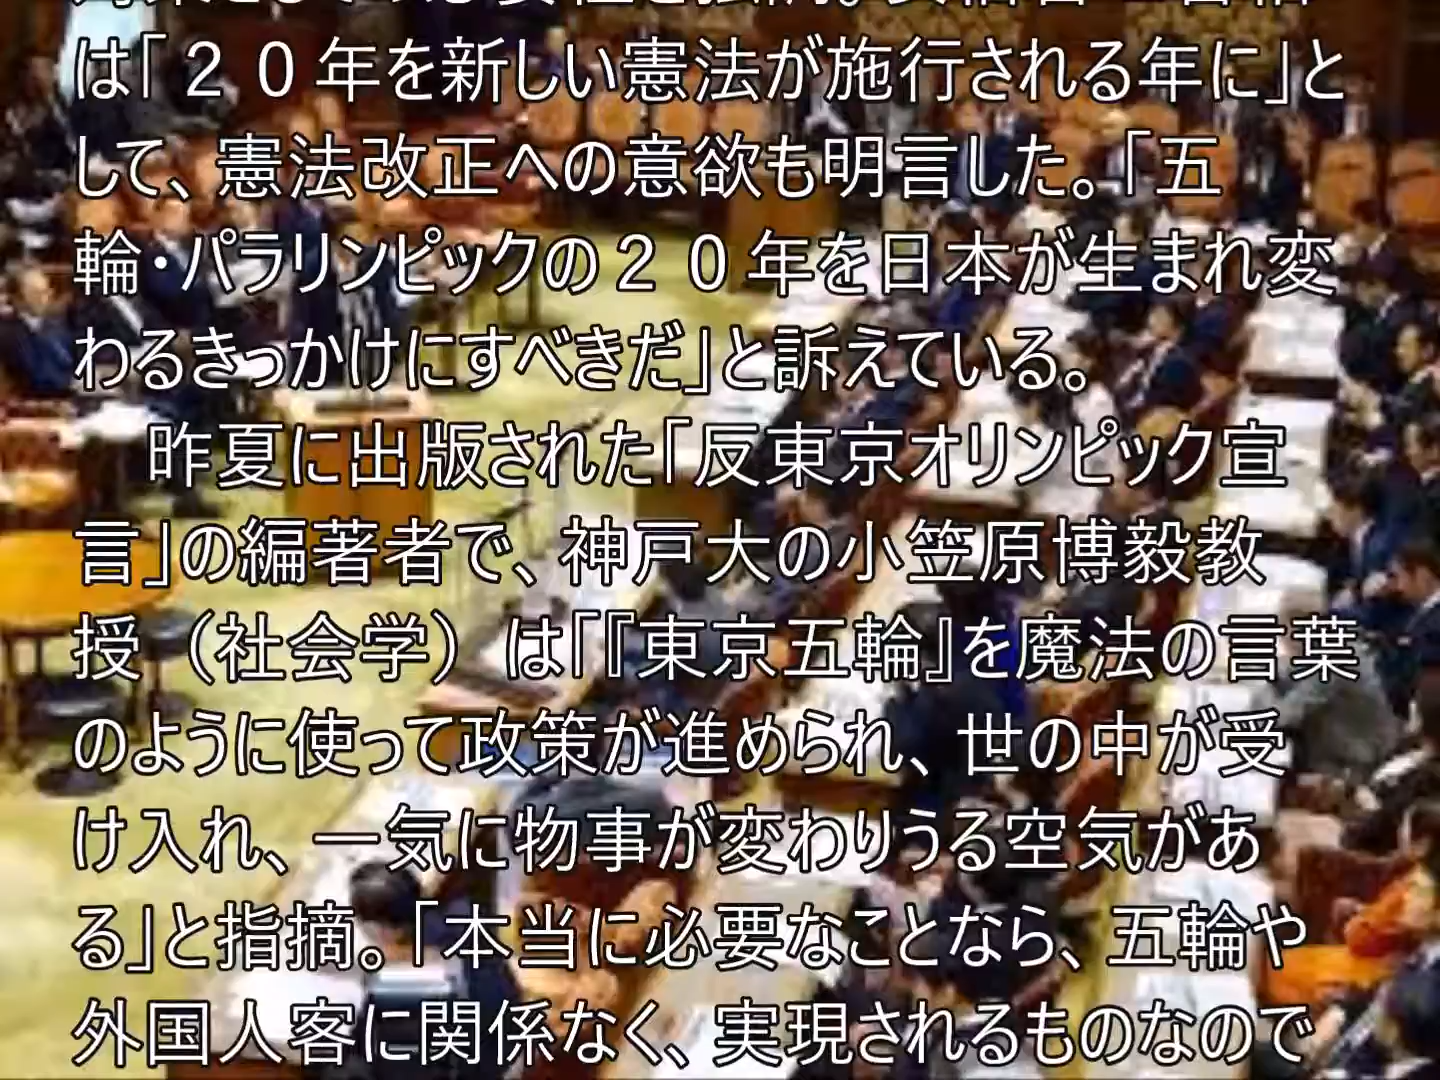 は「２０年を新しい憲法が施行される年に」と
して、憲法改正への意欲も明言した。「五
輪・パラリンピックの２０年を日本が生まれ変
わるきっかけにすべきだ」と訴えている。
　昨夏に出版された「反東京オリンピック宣
言」の編著者で、神戸大の小笠原博毅教
授（社会学）は「『東京五輪』を魔法の言葉
のように使って政策が進められ、世の中が受
け入れ、一気に物事が変わりうる空気があ
る」と指摘。「本当に必要なことなら、五輪や
外国人客に関係なく、実現されるものなので